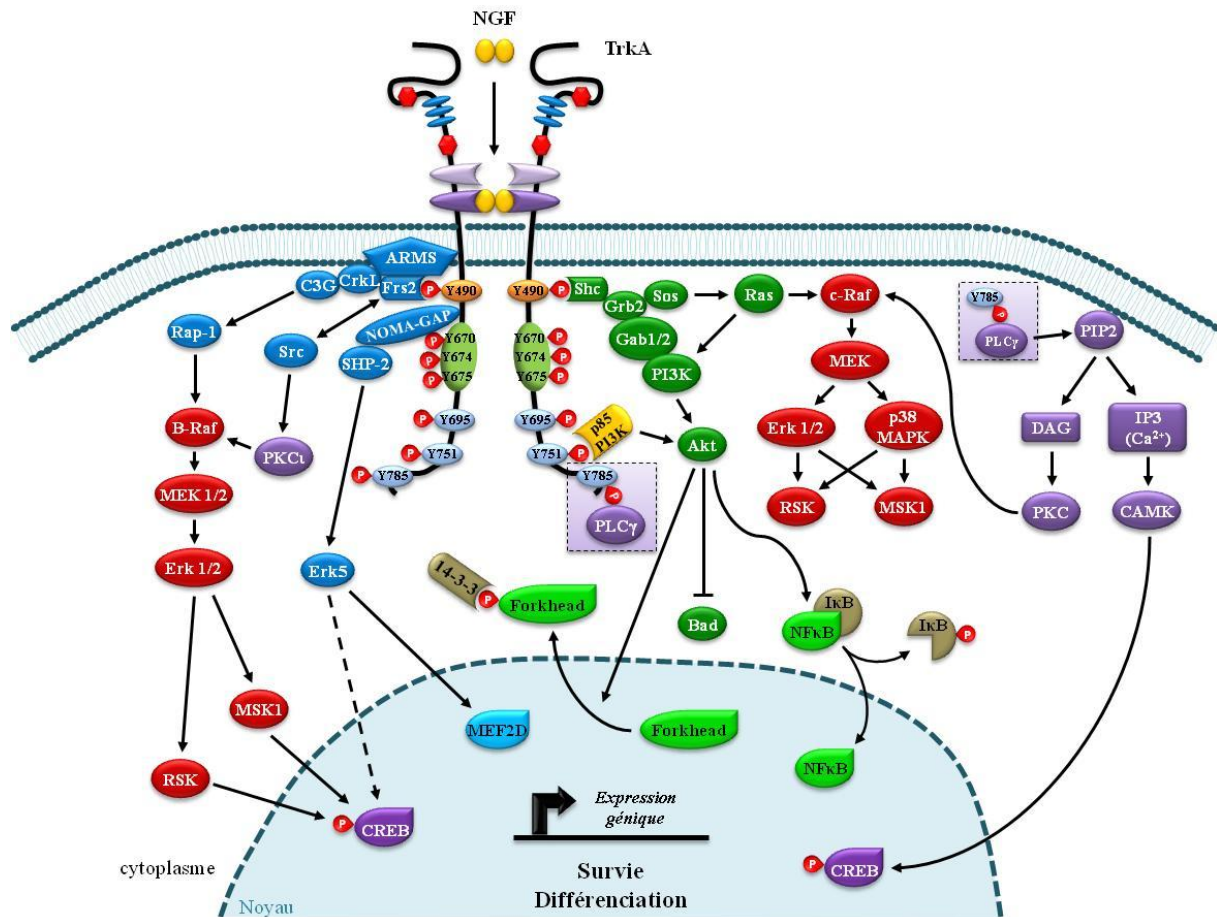 NGF
TrkA
ARMS
C3G
CrkL
Frs2
P
Y490
Y490
P
Shc
Grb2
Sos
Ras
c-Raf
Y785
P
PLCγ
PIP2
Rap-1
Src
NOMA-GAP
SHP-2
P
Y670
P
Y674
P
Y675
Y670
P
Y674
P
Y675
P
Gab1/2
PI3K
MEK
B-Raf
PKCι
P
Y695
Y695
P
p85
PI3K
Akt
Erk 1/2
p38
MAPK
DAG
IP3
(Ca²⁺)
P
Y751
Y751
P
P
Y785
Y785
P
PLCγ
MEK 1/2
RSK
MSK1
PKC
CAMK
Erk 1/2
Erk5
14-3-3
P
Forkhead
Bad
IκB
NFκB
IκB
P
MSK1
MEF2D
Forkhead
RSK
NFκB
P
CREB
Expression
génique
cytoplasme
Survie
Différenciation
P
CREB
Noyau